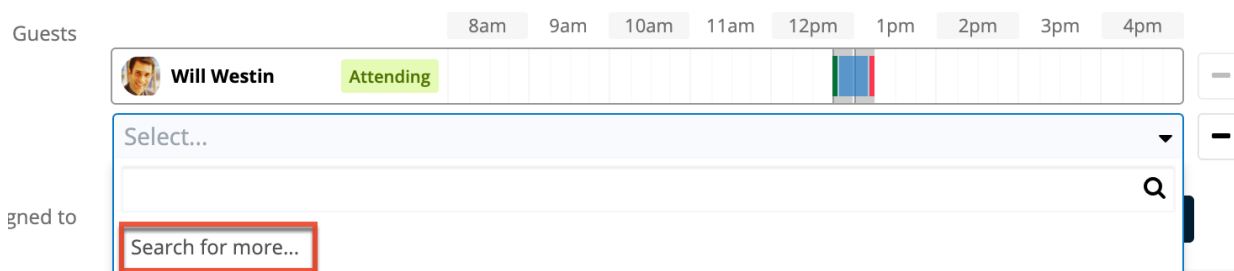 Guests 8am 9am 10am 11am 12pm 1pm 2pm 3pm 4pm
Will Westin Attending
Select...
gned to
Search for more...